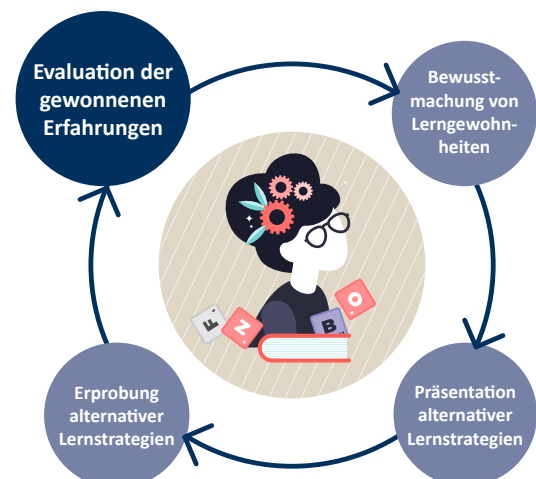 Evaluation der
gewonnenen
Erfahrungen
Bewusst-
machung von
Lerngewohn-
heiten
Präsentation
alternativer
Lernstrategien
Erprobung
alternativer
Lernstrategien
F
N
B
O